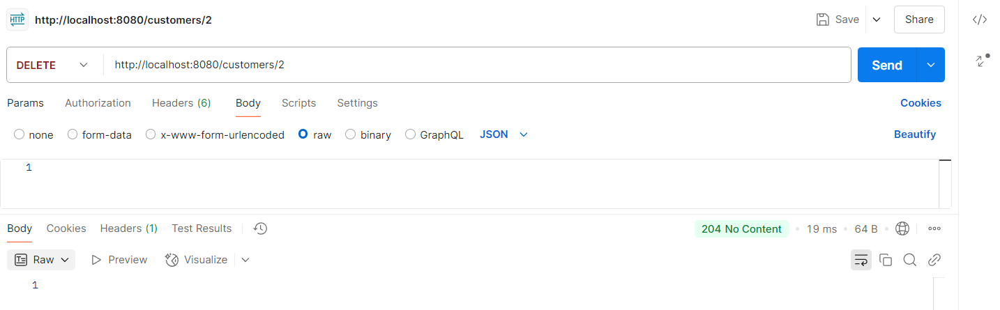 HTTP http://localhost:8080/customers/2 Save Share </>
DELETE http://localhost:8080/customers/2 Send
Params Authorization Headers (6) Body Scripts Settings Cookies
none form-data x-www-form-urlencoded raw binary GraphQL JSON Beautify
1
Body Cookies Headers (1) Test Results 204 No Content 19 ms 64 B
Raw Preview Visualize
1